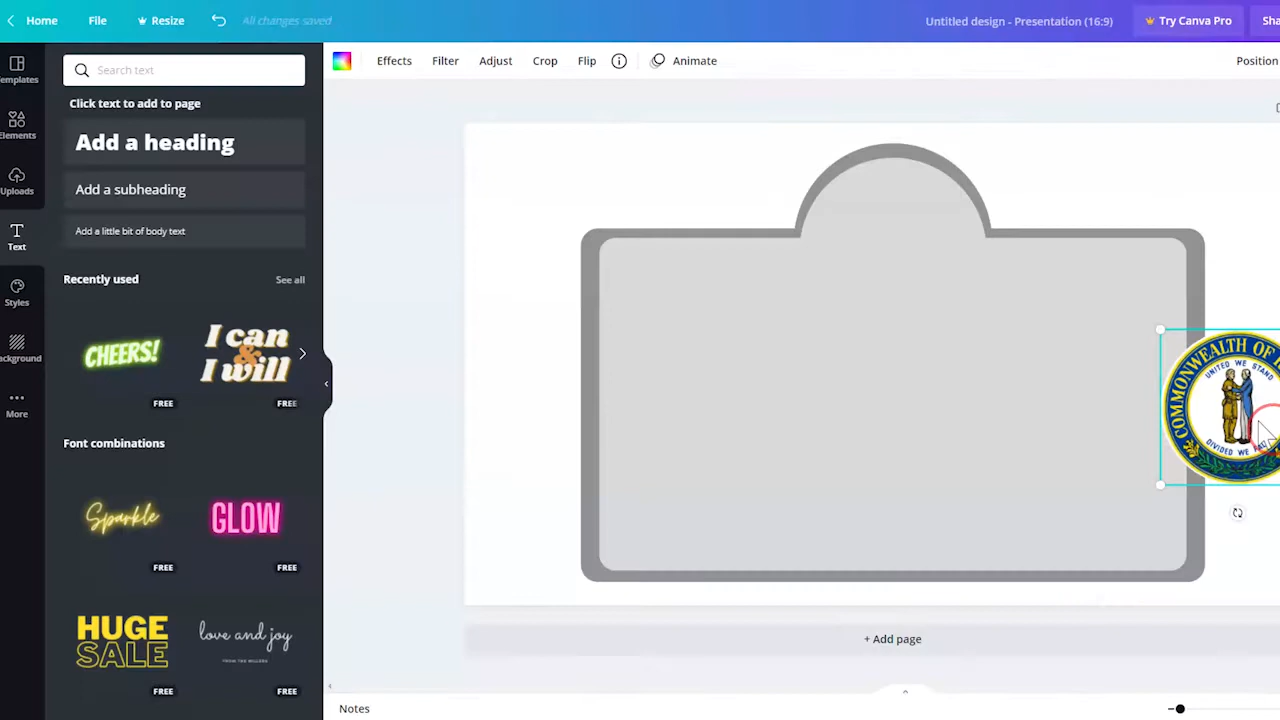 Home File Resize All changes saved Untitled design - Presentation (16:9) Try Canva Pro
Search text
Effects Filter Adjust Crop Flip Animate Position
Click text to add to page
Add a heading
Add a subheading
Add a little bit of body text
Recently used See all
CHEERS!
FREE
I can
&
I will
FREE
Font combinations
Sparkle
FREE
GLOW
FREE
HUGE
SALE
FREE
love and joy
FREE
Elements
Uploads
Text
Styles
More
COMMONWEALTH OF
UNITED WE STAND
DIVIDED WE
+ Add page
Notes